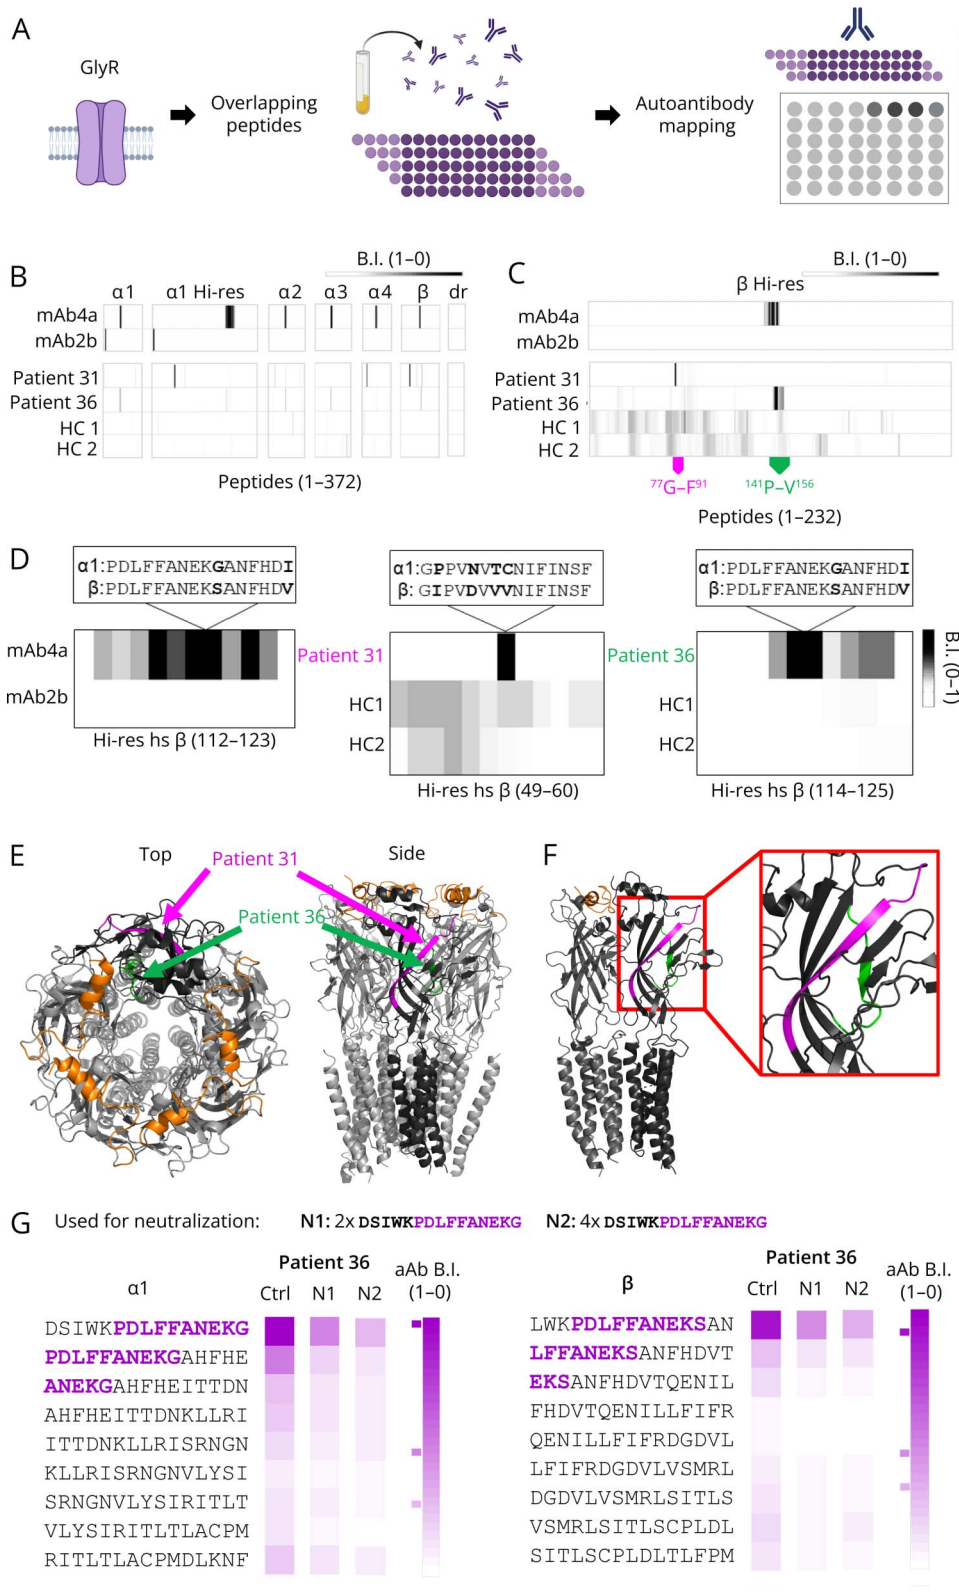 A
GlyR
Overlapping
peptides
Autoantibody
mapping
B
B.I. (1–0)
α1 α1 Hi-res α2 α3 α4 β dr
mAb4a
mAb2b
Patient 31
Patient 36
HC 1
HC 2
Peptides (1–372)
C
B.I. (1–0)
β Hi-res
mAb4a
mAb2b
Patient 31
Patient 36
HC 1
HC 2
77G–F91 141P–V156
Peptides (1–232)
D
α1:PDLFFANEKGANFHDI
β:PDLFFANEKSANFHDV
mAb4a
mAb2b
Hi-res hs β (112–123)
α1:GPPVNVTCNIFINSF
β:GIPVDVVVNIFINSF
Patient 31
HC1
HC2
Hi-res hs β (49–60)
α1:PDLFFANEKGANFHDI
β:PDLFFANEKSANFHDV
Patient 36
HC1
HC2
Hi-res hs β (114–125)
B.I. (0–1)
E
Top
Patient 31
Side
Patient 36
F
G
Used for neutralization: N1: 2x DSIWKPDLFFANEKG N2: 4x DSIWKPDLFFANEKG
α1
Patient 36
Ctrl N1 N2
aAb B.I.
(1–0)
DSIWKPDLFFANEKG
PDLFFANEKGAHFHE
ANEKGAHFHEITTDN
AHFHEITTDNKLLRI
ITTDNKLLRISRNGN
KLLRISRNGNVLYSI
SRNGNVLYSIRITLT
VLYSIRITLTLACPM
RITLTLACPMDLKNF
β
Patient 36
Ctrl N1 N2
aAb B.I.
(1–0)
LWKPDLFFANEKSAN
LFFANEKSANFHDVT
EKSANFHDVTQENIL
FHDVTQENILLFIFR
QENILLFIFRDGDVL
LFIFRDGDVLVSMRL
DGDVLVSMRLSITLS
VSMRLSITLSCPLDL
SITLSCPLDLTLFPM